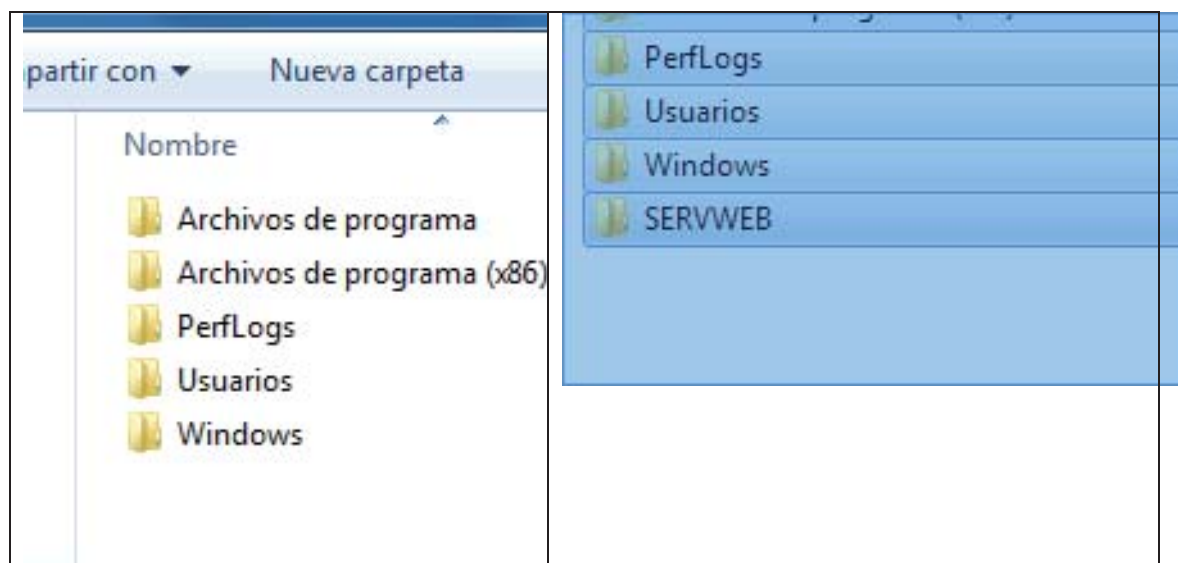 partir con
Nueva carpeta
Nombre
Archivos de programa
Archivos de programa (x86)
PerfLogs
Usuarios
Windows
PerfLogs
Usuarios
Windows
SERVWEB